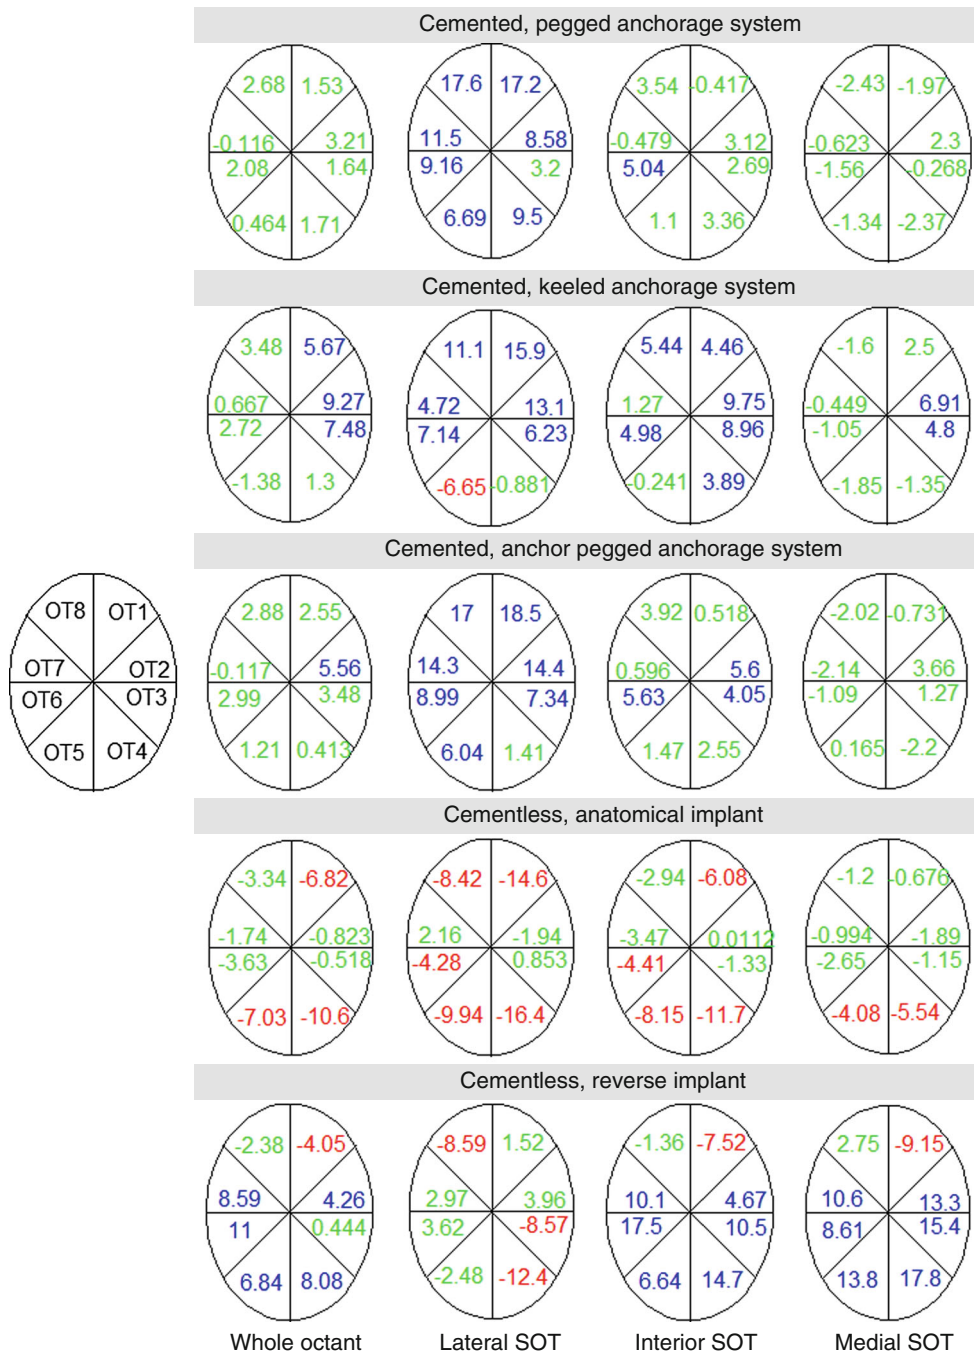 Cemented, pegged anchorage system
2.68 1.53 17.6 17.2 3.54 -0.417 -2.43 -1.97
-0.116 3.21 11.5 8.58 -0.479 3.12 -0.623 2.3
2.08 1.64 9.16 3.2 5.04 2.69 -1.56 -0.268
0.464 1.71 6.69 9.5 1.1 3.36 -1.34 -2.37
Cemented, keeled anchorage system
3.48 5.67 11.1 15.9 5.44 4.46 -1.6 2.5
0.667 9.27 4.72 13.1 1.27 9.75 -0.449 6.91
2.72 7.48 7.14 6.23 4.98 8.96 -1.05 4.8
-1.38 1.3 -6.65 -0.881 -0.241 3.89 -1.85 -1.35
Cemented, anchor pegged anchorage system
OT8 OT1 2.88 2.55 17 18.5 3.92 0.518 -2.02 -0.731
OT7 OT2 -0.117 5.56 14.3 14.4 0.596 5.6 -2.14 3.66
OT6 OT3 2.99 3.48 8.99 7.34 5.63 4.05 -1.09 1.27
OT5 OT4 1.21 0.413 6.04 1.41 1.47 2.55 0.165 -2.2
Cementless, anatomical implant
-3.34 -6.82 -8.42 -14.6 -2.94 -6.08 -1.2 -0.676
-1.74 -0.823 2.16 -1.94 -3.47 0.0112 -0.994 -1.89
-3.63 -0.518 -4.28 0.853 -4.41 -1.33 -2.65 -1.15
-7.03 -10.6 -9.94 -16.4 -8.15 -11.7 -4.08 -5.54
Cementless, reverse implant
-2.38 -4.05 -8.59 1.52 -1.36 -7.52 2.75 -9.15
8.59 4.26 2.97 3.96 10.1 4.67 10.6 13.3
11 0.444 3.62 -8.57 17.5 10.5 8.61 15.4
6.84 8.08 -2.48 -12.4 6.64 14.7 13.8 17.8
Whole octant Lateral SOT Interior SOT Medial SOT